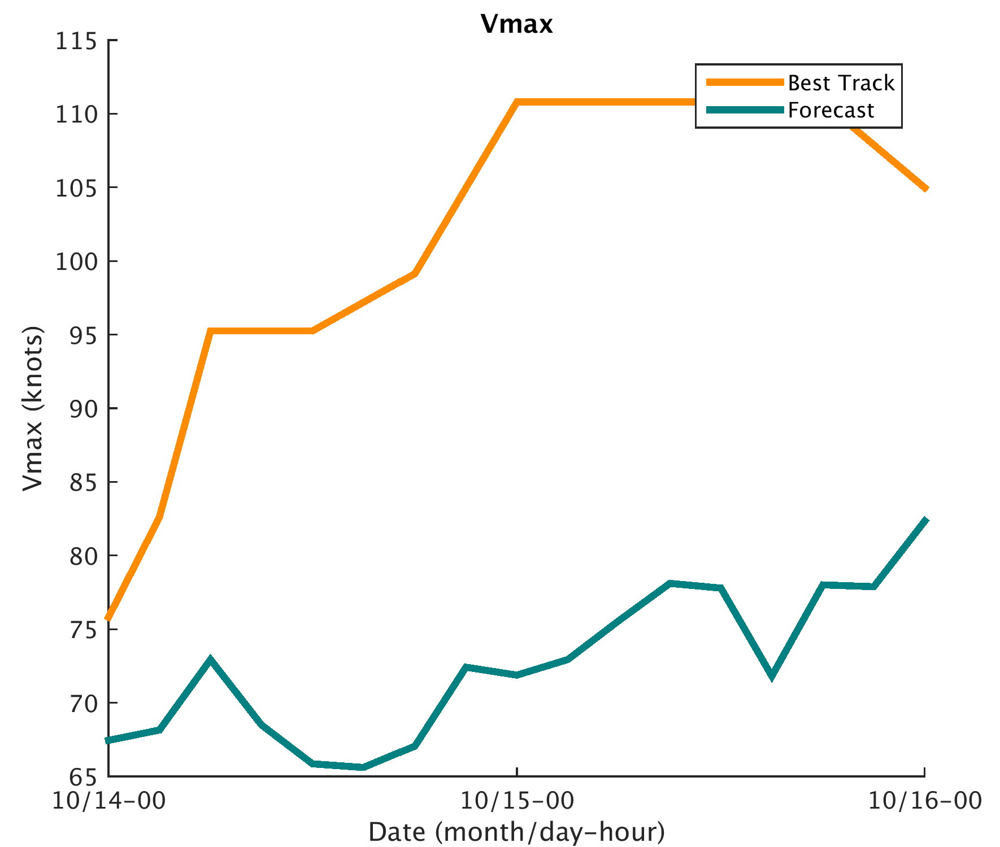 Vmax
115
110
105
100
95
90
85
80
75
70
65
Vmax (knots)
Best Track
Forecast
10/14-00
10/15-00
10/16-00
Date (month/day-hour)